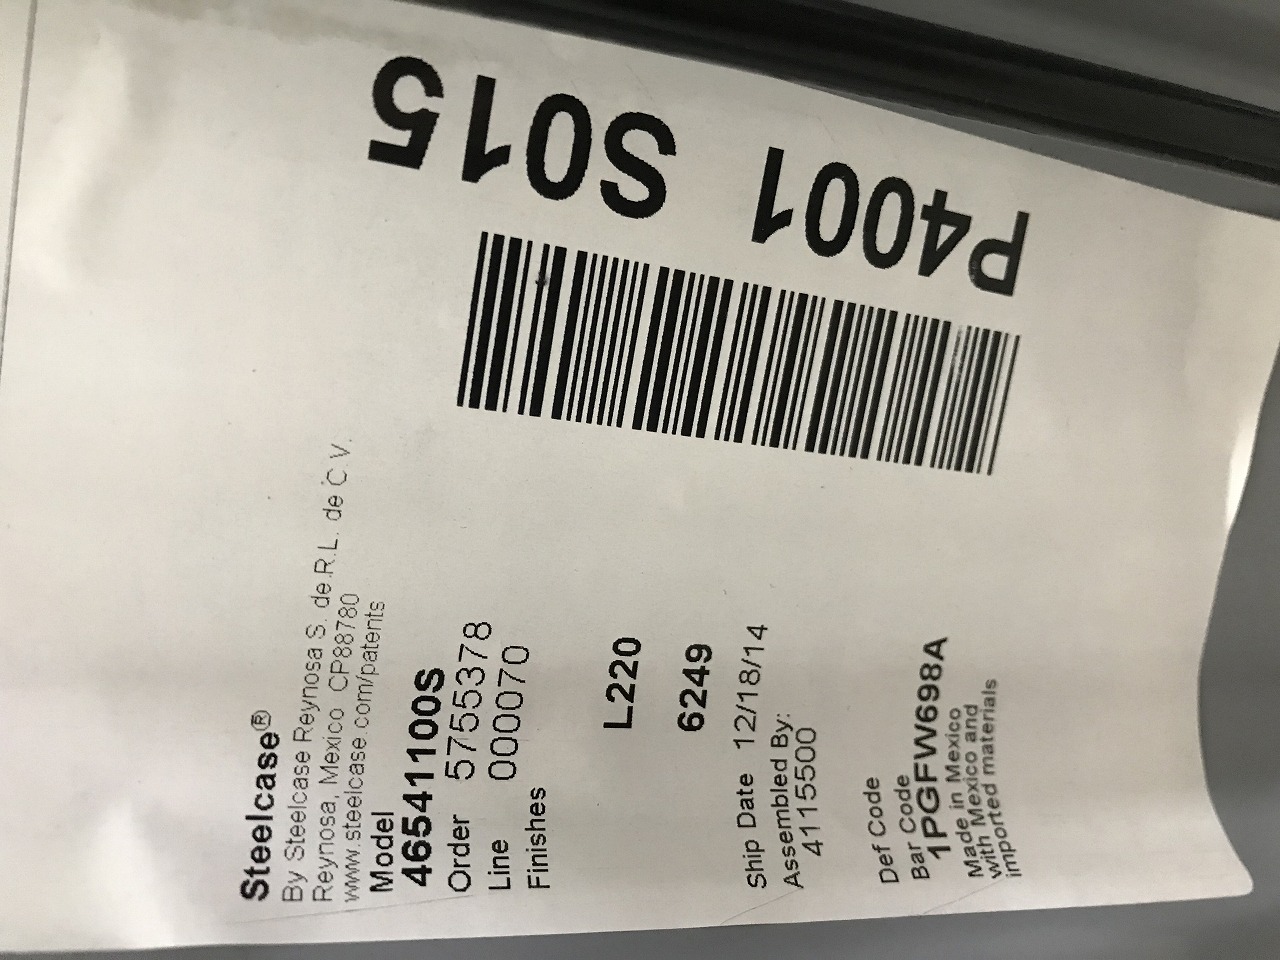 Steelcase®
By Steelcase Reynosa S. de R.L. de C.V.
Reynosa, Mexico CP88780
www.steelcase.com/patents
Model
46541100S
Order 5755378
Line 000070
Finishes
L220
6249
Ship Date 12/18/14
Assembled By:
4115500
Def Code
Bar Code
1PGFW698A
Made in Mexico
with Mexico and
imported materials
P4001 S015